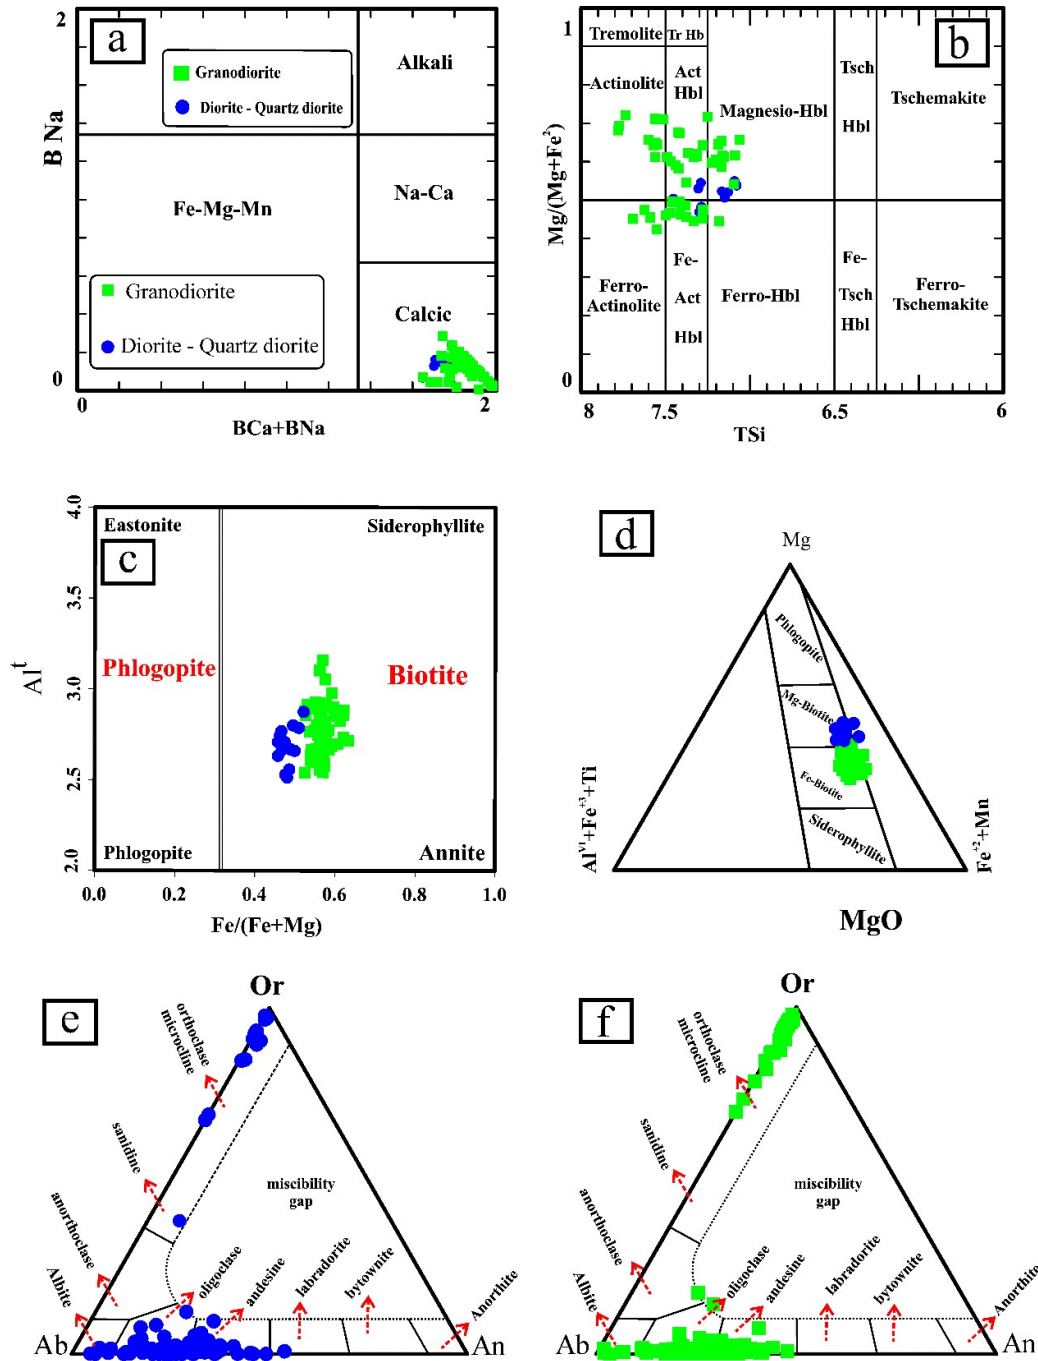 a
2
B Na
0
Granodiorite
Diorite - Quartz diorite
Alkali
Na-Ca
Fe-Mg-Mn
Calcic
Granodiorite
Diorite - Quartz diorite
0
2
BCa+BNa
b
1
Mg/(Mg+Fe²)
0
Tremolite
Tr Hb
Actinolite
Act
Hbl
Magnesio-Hbl
Tsch
Hbl
Tschemakite
Ferro-
Actinolite
Fe-
Act
Hbl
Ferro-Hbl
Fe-
Tsch
Hbl
Ferro-
Tschemakite
8
7.5
6.5
6
TSi
c
4.0
3.5
3.0
2.5
2.0
Al^t
Eastonite
Siderophyllite
Phlogopite
Biotite
Phlogopite
Annite
0.0
0.2
0.4
0.6
0.8
1.0
Fe/(Fe+Mg)
d
Mg
Phlogopite
Mg-Biotite
Fe-Biotite
Siderophyllite
Al^VI+Fe^+3+Ti
Fe^+2+Mn
MgO
e
Or
orthoclase
microcline
sanidine
anorthoclase
Albite
miscibility
gap
oligoclase
andesine
labradorite
bytownite
Anorthite
Ab
An
f
Or
orthoclase
microcline
sanidine
anorthoclase
Albite
miscibility
gap
oligoclase
andesine
labradorite
bytownite
Anorthite
Ab
An